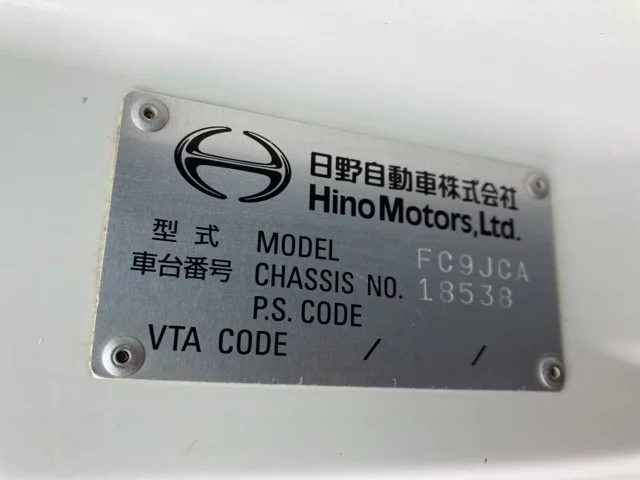 日野自動車株式会社
Hino Motors, Ltd.
型式 MODEL FC9JCA
車台番号 CHASSIS NO. 18538
P.S. CODE
VTA CODE / /